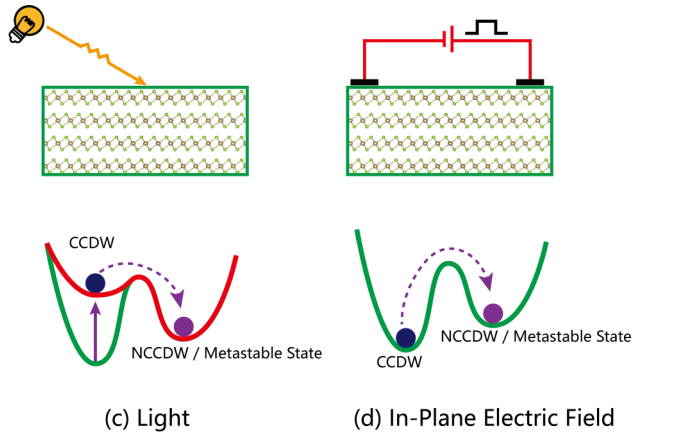 CCDW
NCCDW / Metastable State
CCDW
NCCDW / Metastable State
(c) Light
(d) In-Plane Electric Field